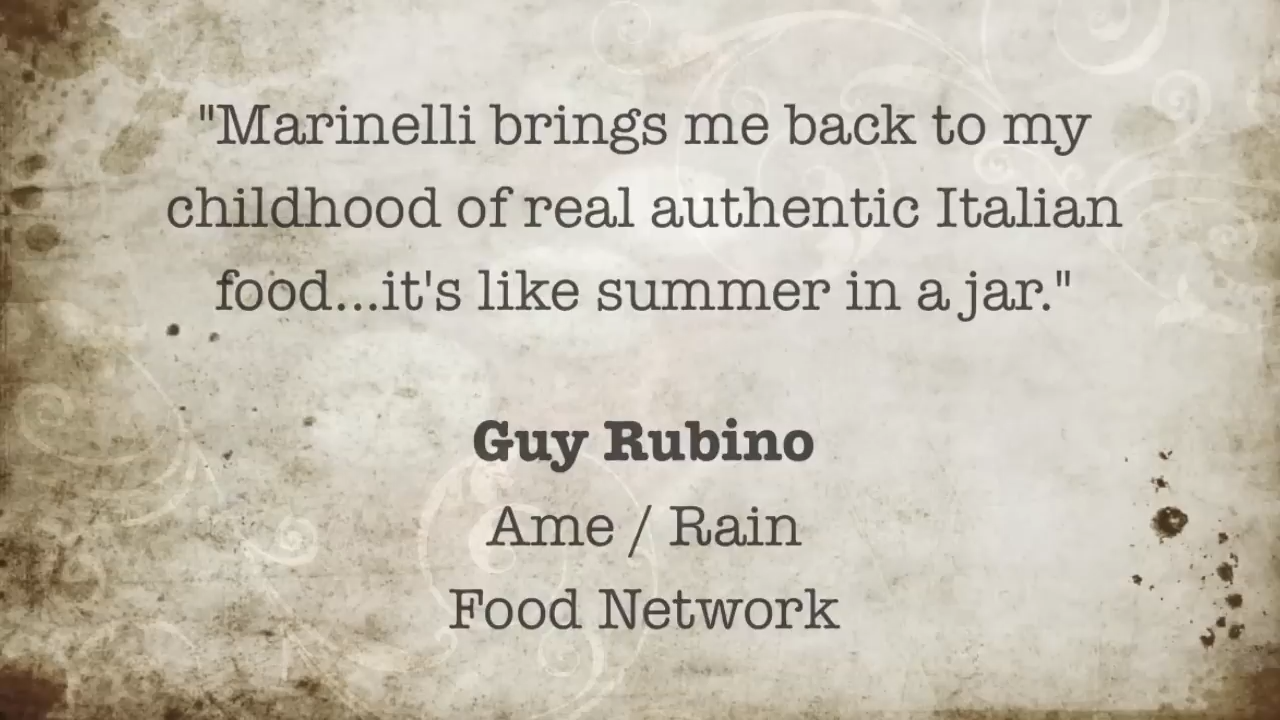 "Marinelli brings me back to my
childhood of real authentic Italian
food...it's like summer in a jar."
Guy Rubino
Ame / Rain
Food Network